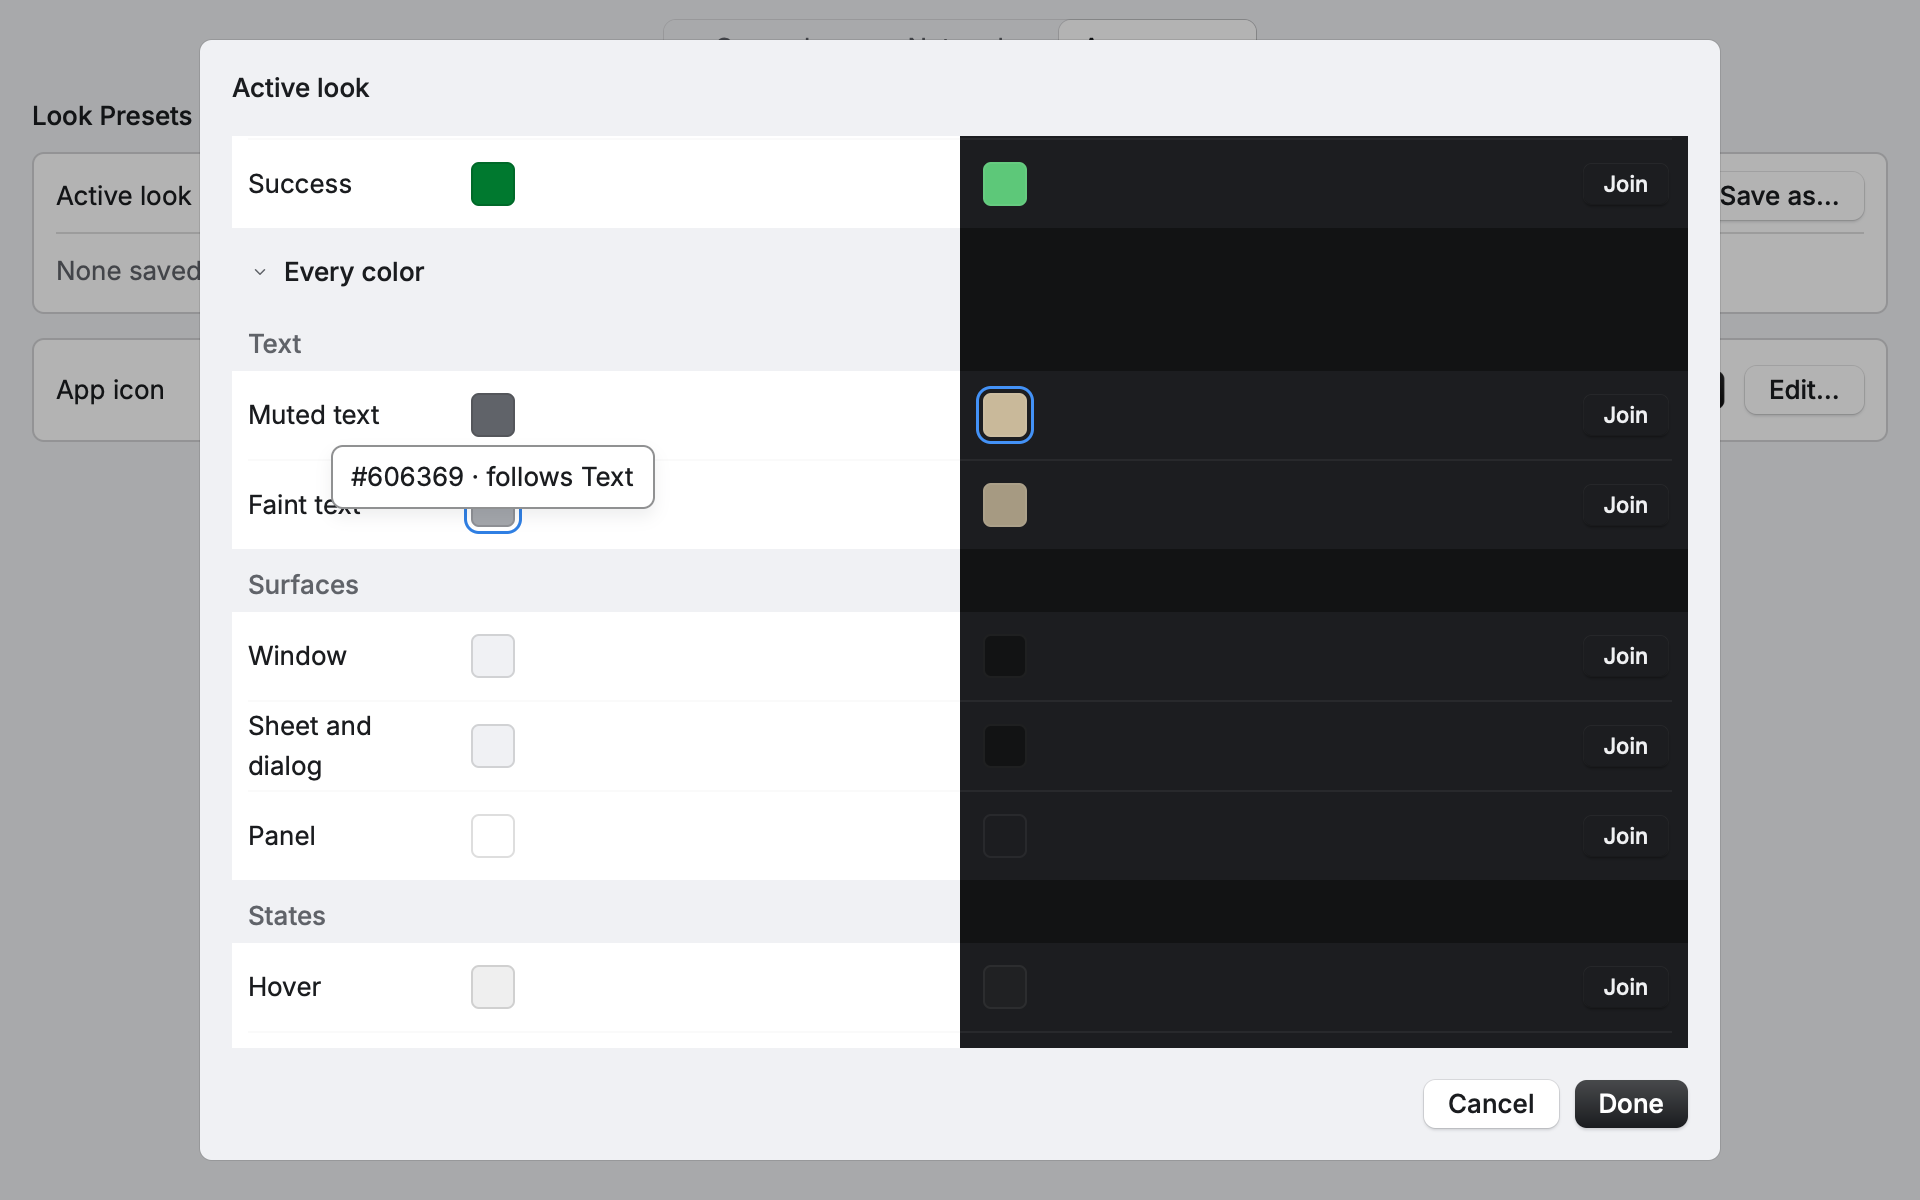 Active look
Look Presets
Success
Join
Active look
Save as...
Every color
None saved
Text
App icon
Edit...
Muted text
Join
#606369 · follows Text
Faint text
Join
Surfaces
Window
Join
Sheet and
dialog
Join
Panel
Join
States
Hover
Join
Cancel
Done